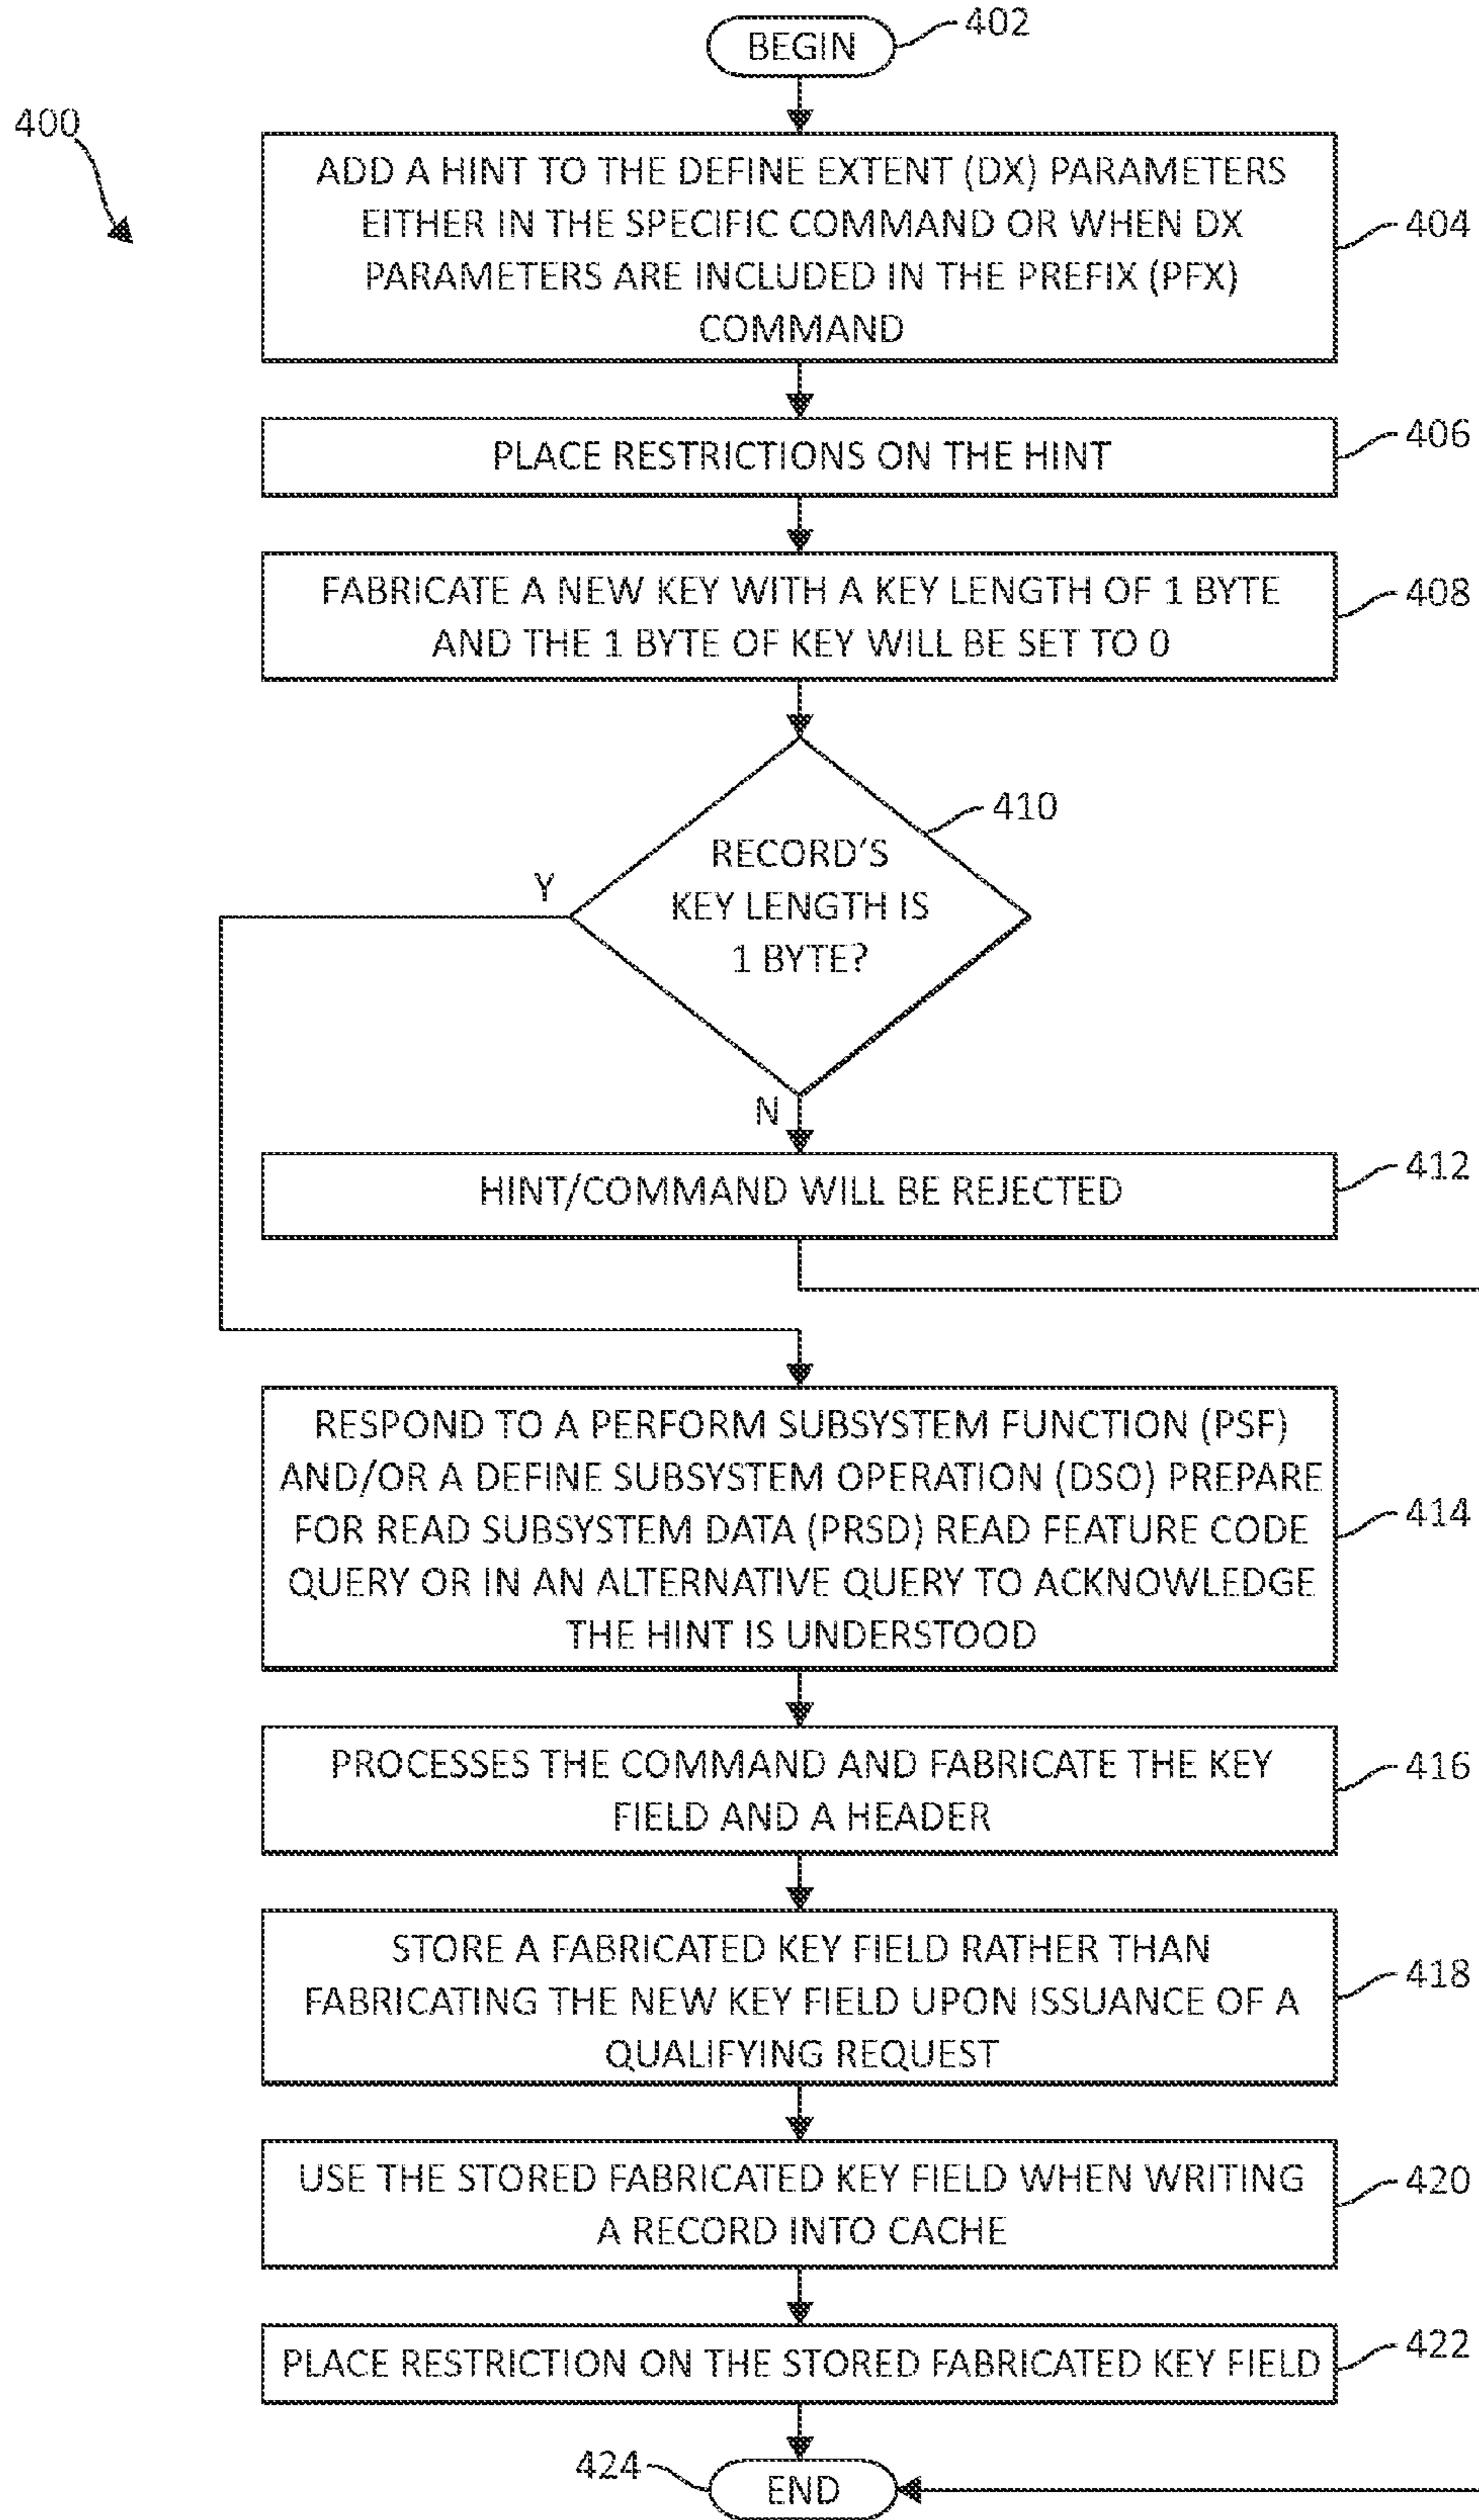 BEGIN
402
400
ADD A HINT TO THE DEFINE EXTENT (DX) PARAMETERS
EITHER IN THE SPECIFIC COMMAND OR WHEN DX
PARAMETERS ARE INCLUDED IN THE PREFIX (PFX)
COMMAND
404
PLACE RESTRICTIONS ON THE HINT
406
FABRICATE A NEW KEY WITH A KEY LENGTH OF 1 BYTE
AND THE 1 BYTE OF KEY WILL BE SET TO 0
408
410
RECORD'S
KEY LENGTH IS
1 BYTE?
Y
N
HINT/COMMAND WILL BE REJECTED
412
RESPOND TO A PERFORM SUBSYSTEM FUNCTION (PSF)
AND/OR A DEFINE SUBSYSTEM OPERATION (DSO) PREPARE
FOR READ SUBSYSTEM DATA (PRSD) READ FEATURE CODE
QUERY OR IN AN ALTERNATIVE QUERY TO ACKNOWLEDGE
THE HINT IS UNDERSTOOD
414
PROCESSES THE COMMAND AND FABRICATE THE KEY
FIELD AND A HEADER
416
STORE A FABRICATED KEY FIELD RATHER THAN
FABRICATING THE NEW KEY FIELD UPON ISSUANCE OF A
QUALIFYING REQUEST
418
USE THE STORED FABRICATED KEY FIELD WHEN WRITING
A RECORD INTO CACHE
420
PLACE RESTRICTION ON THE STORED FABRICATED KEY FIELD
422
424
END